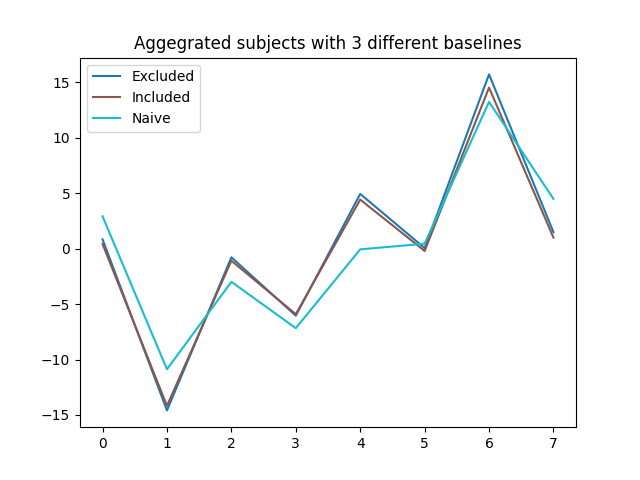 Aggegrated subjects with 3 different baselines
Excluded
Included
Naive
15
10
5
0
−5
−10
−15
0 1 2 3 4 5 6 7